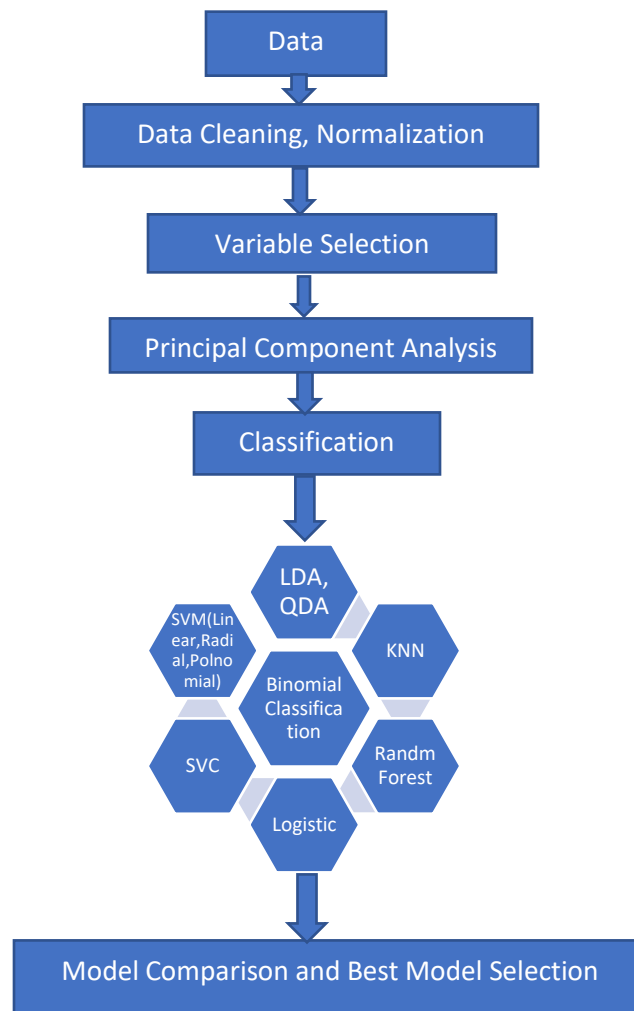 Data
Data Cleaning, Normalization
Variable Selection
Principal Component Analysis
Classification
LDA,
QDA
SVM(Lin
ear,Radi
al,Polno
mial)
KNN
Binomial
Classifica
tion
SVC
Randm
Forest
Logistic
Model Comparison and Best Model Selection